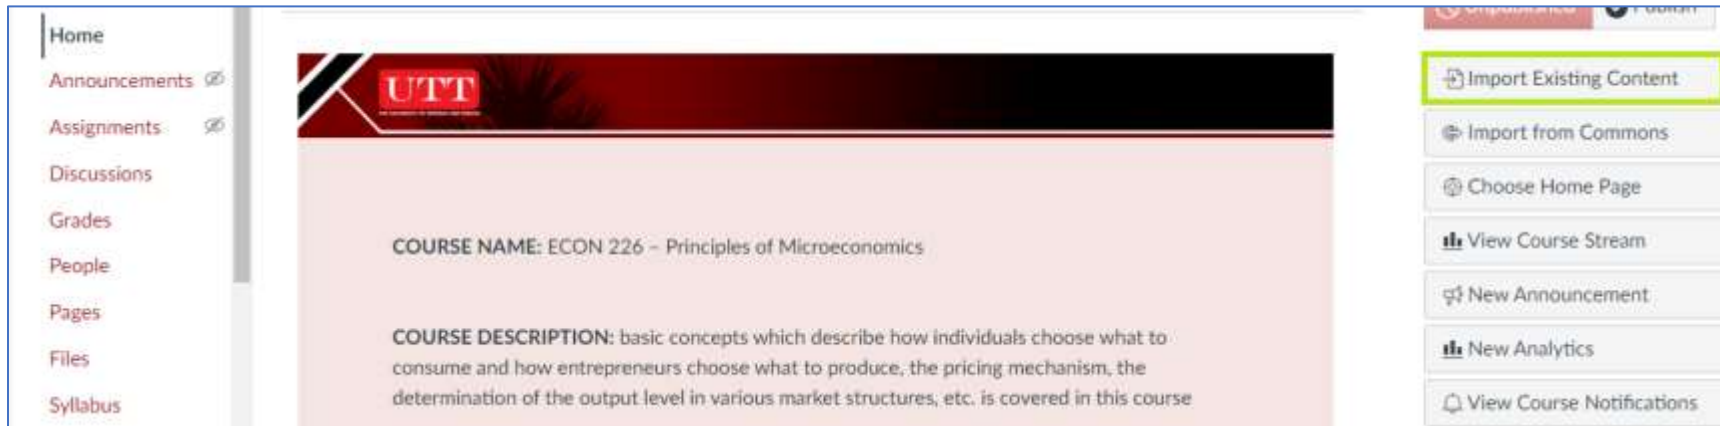 Home
Announcements
Assignments
Discussions
Grades
People
Pages
Files
Syllabus
UTT
COURSE NAME: ECON 226 – Principles of Microeconomics
COURSE DESCRIPTION: basic concepts which describe how individuals choose what to
consume and how entrepreneurs choose what to produce, the pricing mechanism, the
determination of the output level in various market structures, etc. is covered in this course
Unpublished Publish
Import Existing Content
Import from Commons
Choose Home Page
View Course Stream
New Announcement
New Analytics
View Course Notifications